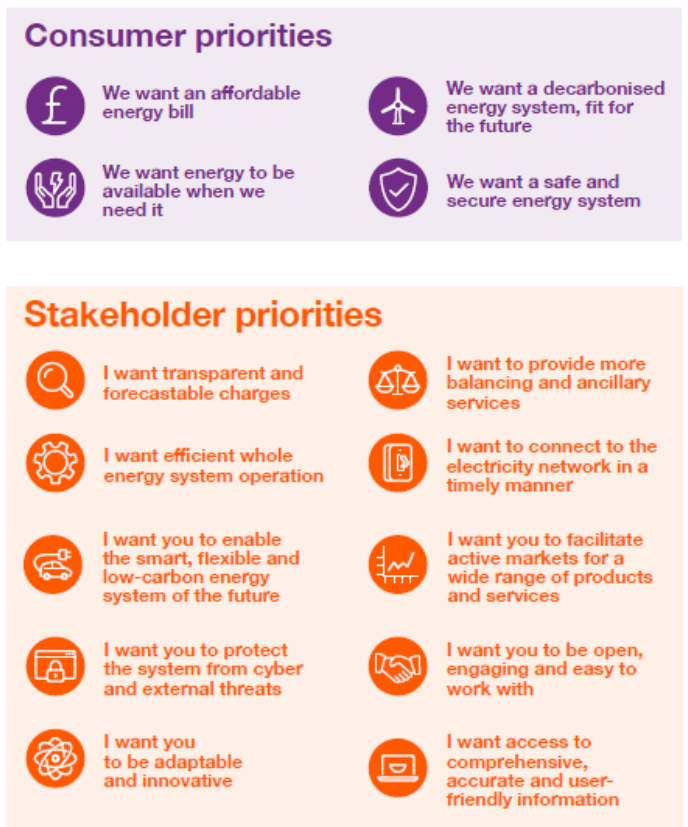 Consumer priorities
We want an affordable
energy bill
We want a decarbonised
energy system, fit for
the future
We want energy to be
available when we
need it
We want a safe and
secure energy system
Stakeholder priorities
I want transparent and
forecastable charges
I want to provide more
balancing and ancillary
services
I want efficient whole
energy system operation
I want to connect to the
electricity network in a
timely manner
I want you to enable
the smart, flexible and
low-carbon energy
system of the future
I want you to facilitate
active markets for a
wide range of products
and services
I want you to protect
the system from cyber
and external threats
I want you to be open,
engaging and easy to
work with
I want you
to be adaptable
and innovative
I want access to
comprehensive,
accurate and user-
friendly information